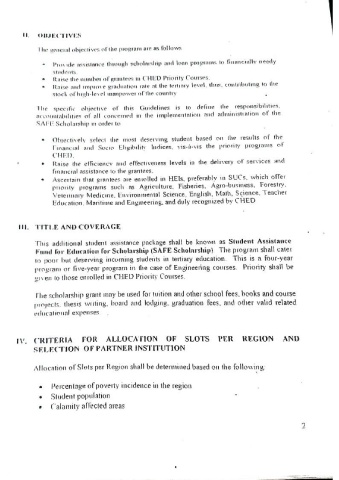 II. OBJECTIVES
The general objectives of the program are as follows
• Provide assistance through scholarship and loan programs to financially needy
students.
• Raise the number of grantees in CHED Priority Courses.
• Raise and improve graduation rate at the tertiary level, thus, contributing to the
stock of high-level manpower of the country
The specific objective of this Guidelines is to define the responsibilities,
accountabilities of all concerned in the implementation and administration of the
SAFE Scholarship in order to
• Objectively select the most deserving student based on the results of the
Financial and Socio Eligibility Indices, vis-à-vis the priority programs of
CHED.
• Raise the efficiency and effectiveness levels in the delivery of services and
financial assistance to the grantees.
• Ascertain that grantees are enrolled in HEIs, preferably in SUCs, which offer
priority programs such as Agriculture, Fisheries, Agro-business, Forestry,
Veterinary Medicine, Environmental Science, English, Math, Science, Teacher
Education, Maritime and Engineering, and duly recognized by CHED
III. TITLE AND COVERAGE
This additional student assistance package shall be known as Student Assistance
Fund for Education for Scholarship (SAFE Scholarship). The program shall cater
to poor but deserving incoming students in tertiary education. This is a four-year
program or five-year program in the case of Engineering courses. Priority shall be
given to those enrolled in CHED Priority Courses.
The scholarship grant may be used for tuition and other school fees, books and course
projects, thesis writing, board and lodging, graduation fees, and other valid related
educational expenses
IV. CRITERIA FOR ALLOCATION OF SLOTS PER REGION AND
SELECTION OF PARTNER INSTITUTION
Allocation of Slots per Region shall be determined based on the following:
• Percentage of poverty incidence in the region
• Student population
• Calamity affected areas
2